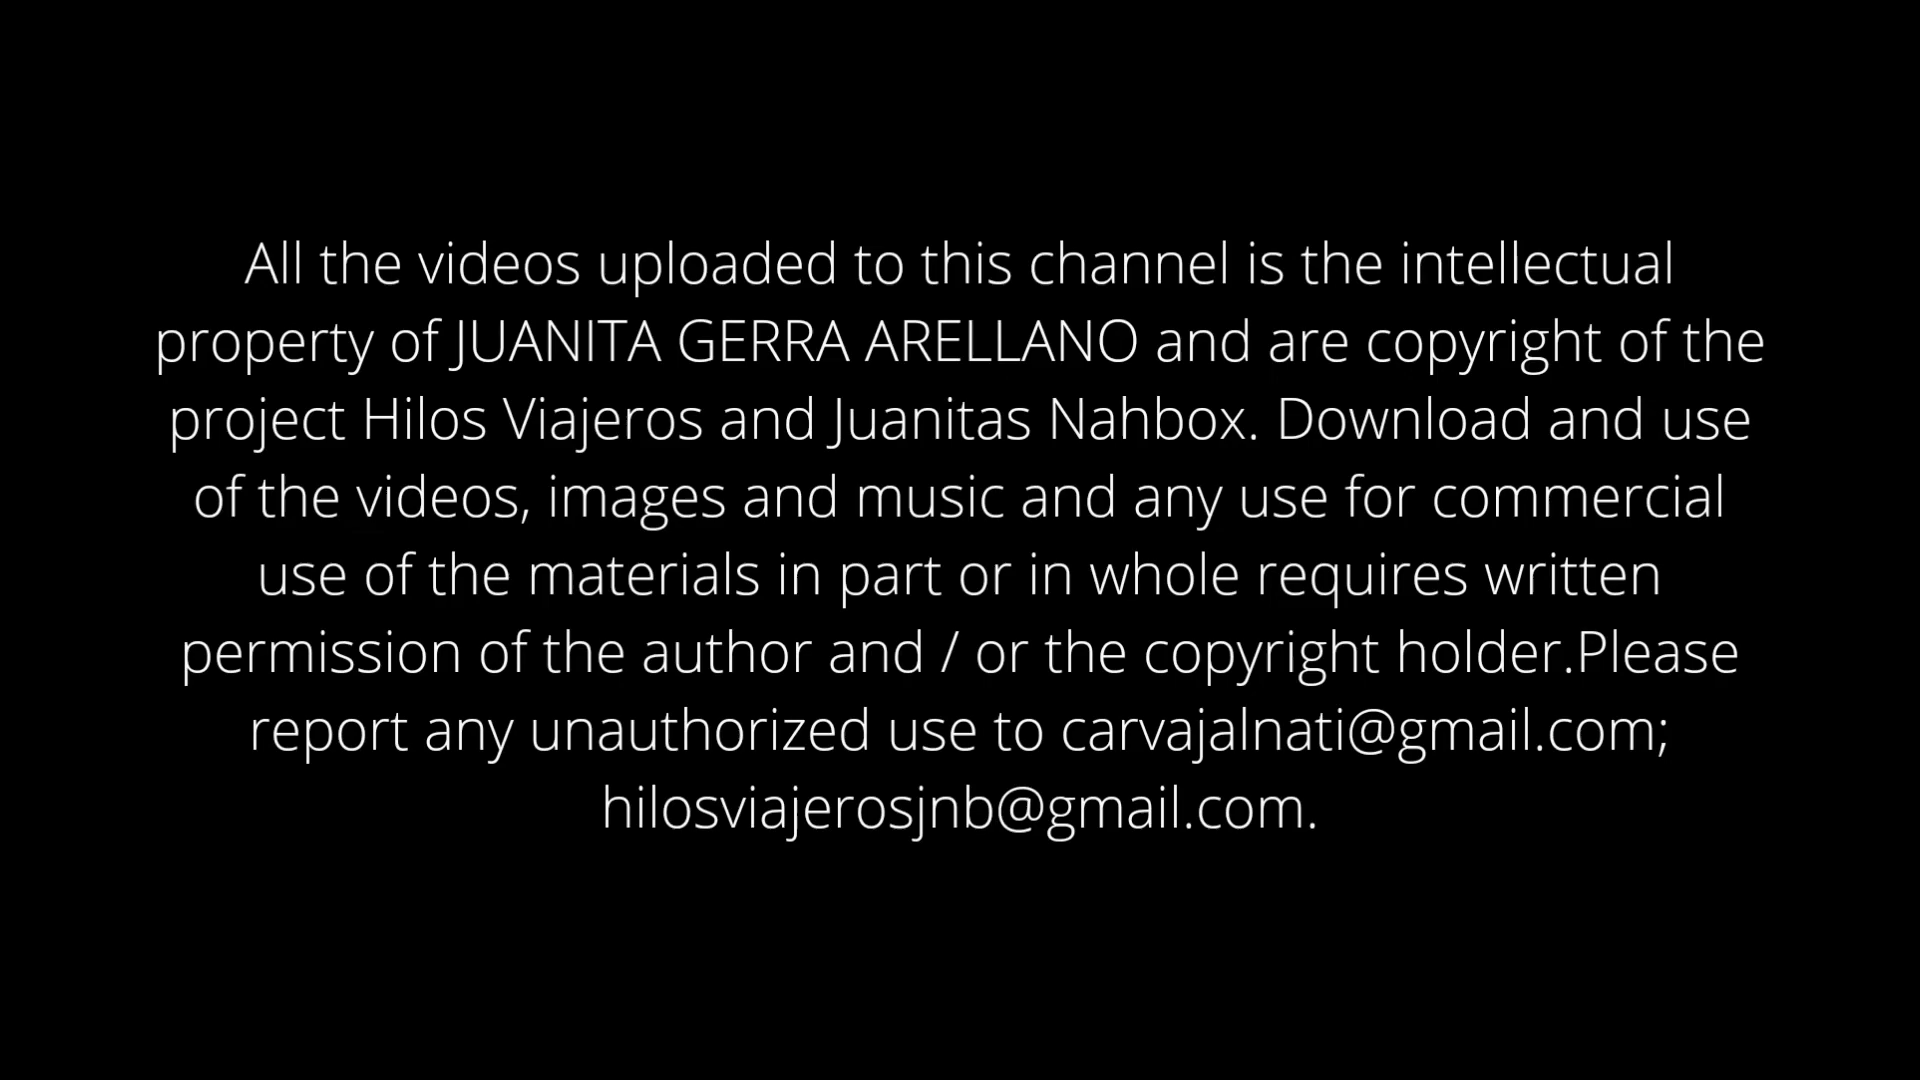 All the videos uploaded to this channel is the intellectual
property of JUANITA GERRA ARELLANO and are copyright of the
project Hilos Viajeros and Juanitas Nahbox. Download and use
of the videos, images and music and any use for commercial
use of the materials in part or in whole requires written
permission of the author and / or the copyright holder.Please
report any unauthorized use to carvajalnati@gmail.com;
hilosviajerosjnb@gmail.com.